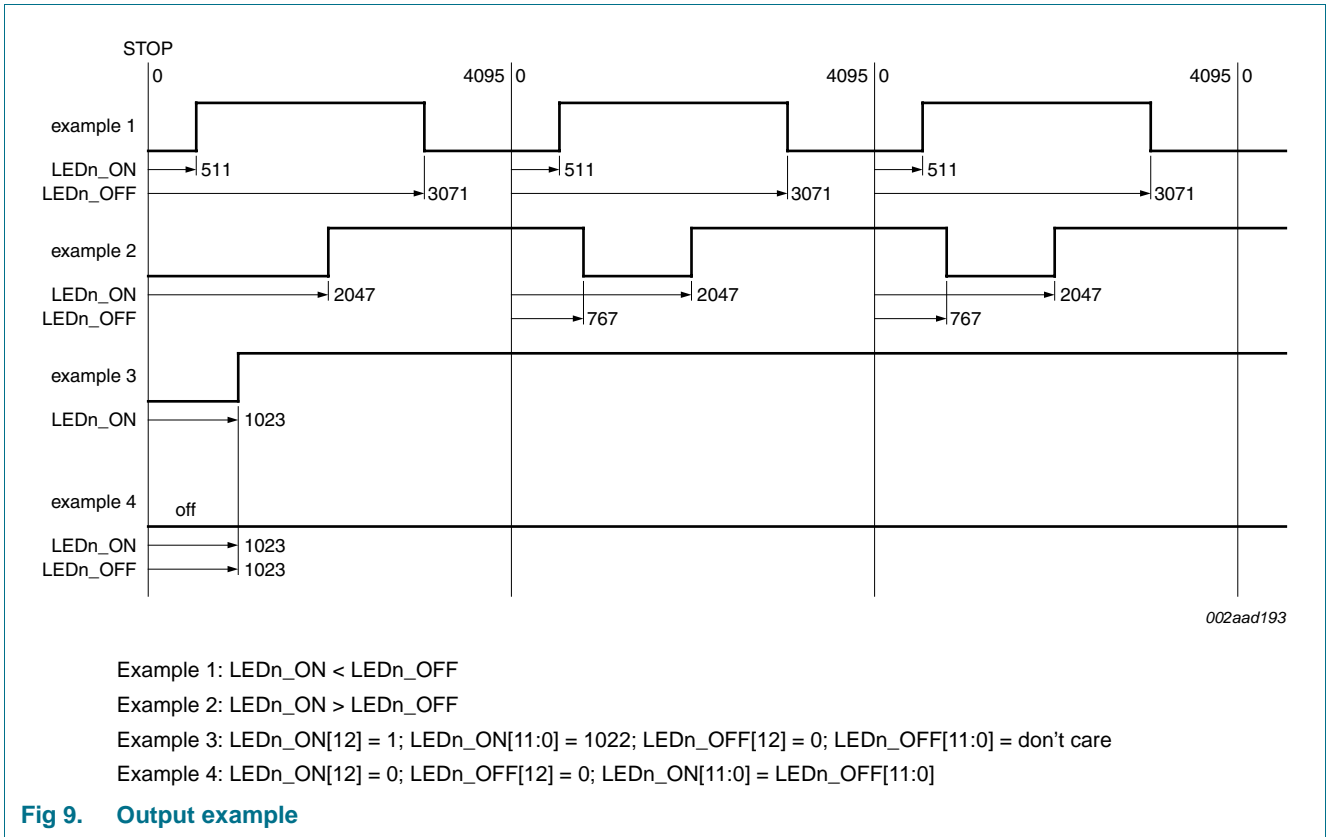 STOP
0 4095 0 4095 0 4095 0
example 1
LEDn_ON 511 511 511
LEDn_OFF 3071 3071 3071
example 2
LEDn_ON 2047 2047 2047
LEDn_OFF 767 767
example 3
LEDn_ON 1023
example 4 off
LEDn_ON 1023
LEDn_OFF 1023
002aad193
Example 1: LEDn_ON < LEDn_OFF
Example 2: LEDn_ON > LEDn_OFF
Example 3: LEDn_ON[12] = 1; LEDn_ON[11:0] = 1022; LEDn_OFF[12] = 0; LEDn_OFF[11:0] = don't care
Example 4: LEDn_ON[12] = 0; LEDn_OFF[12] = 0; LEDn_ON[11:0] = LEDn_OFF[11:0]
Fig 9. Output example